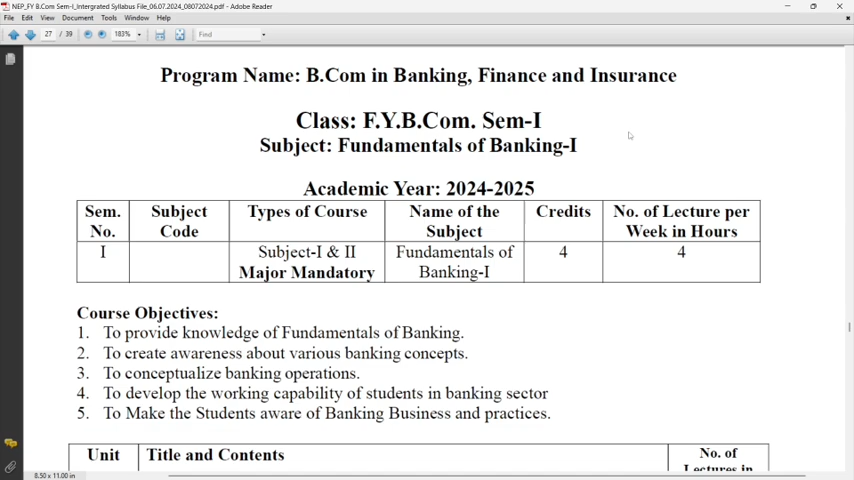 NEP_FY B.Com Sem-I_Intergrated Syllabus File_06.07.2024_08072024.pdf - Adobe Reader
File Edit View Document Tools Window Help
27 / 39 183% Find
Program Name: B.Com in Banking, Finance and Insurance
Class: F.Y.B.Com. Sem-I
Subject: Fundamentals of Banking-I
Academic Year: 2024-2025
Sem. No. Subject Code Types of Course Name of the Subject Credits No. of Lecture per Week in Hours
I Subject-I & II Major Mandatory Fundamentals of Banking-I 4 4
Course Objectives:
1. To provide knowledge of Fundamentals of Banking.
2. To create awareness about various banking concepts.
3. To conceptualize banking operations.
4. To develop the working capability of students in banking sector
5. To Make the Students aware of Banking Business and practices.
Unit Title and Contents No. of Lectures in
8.50 x 11.00 in